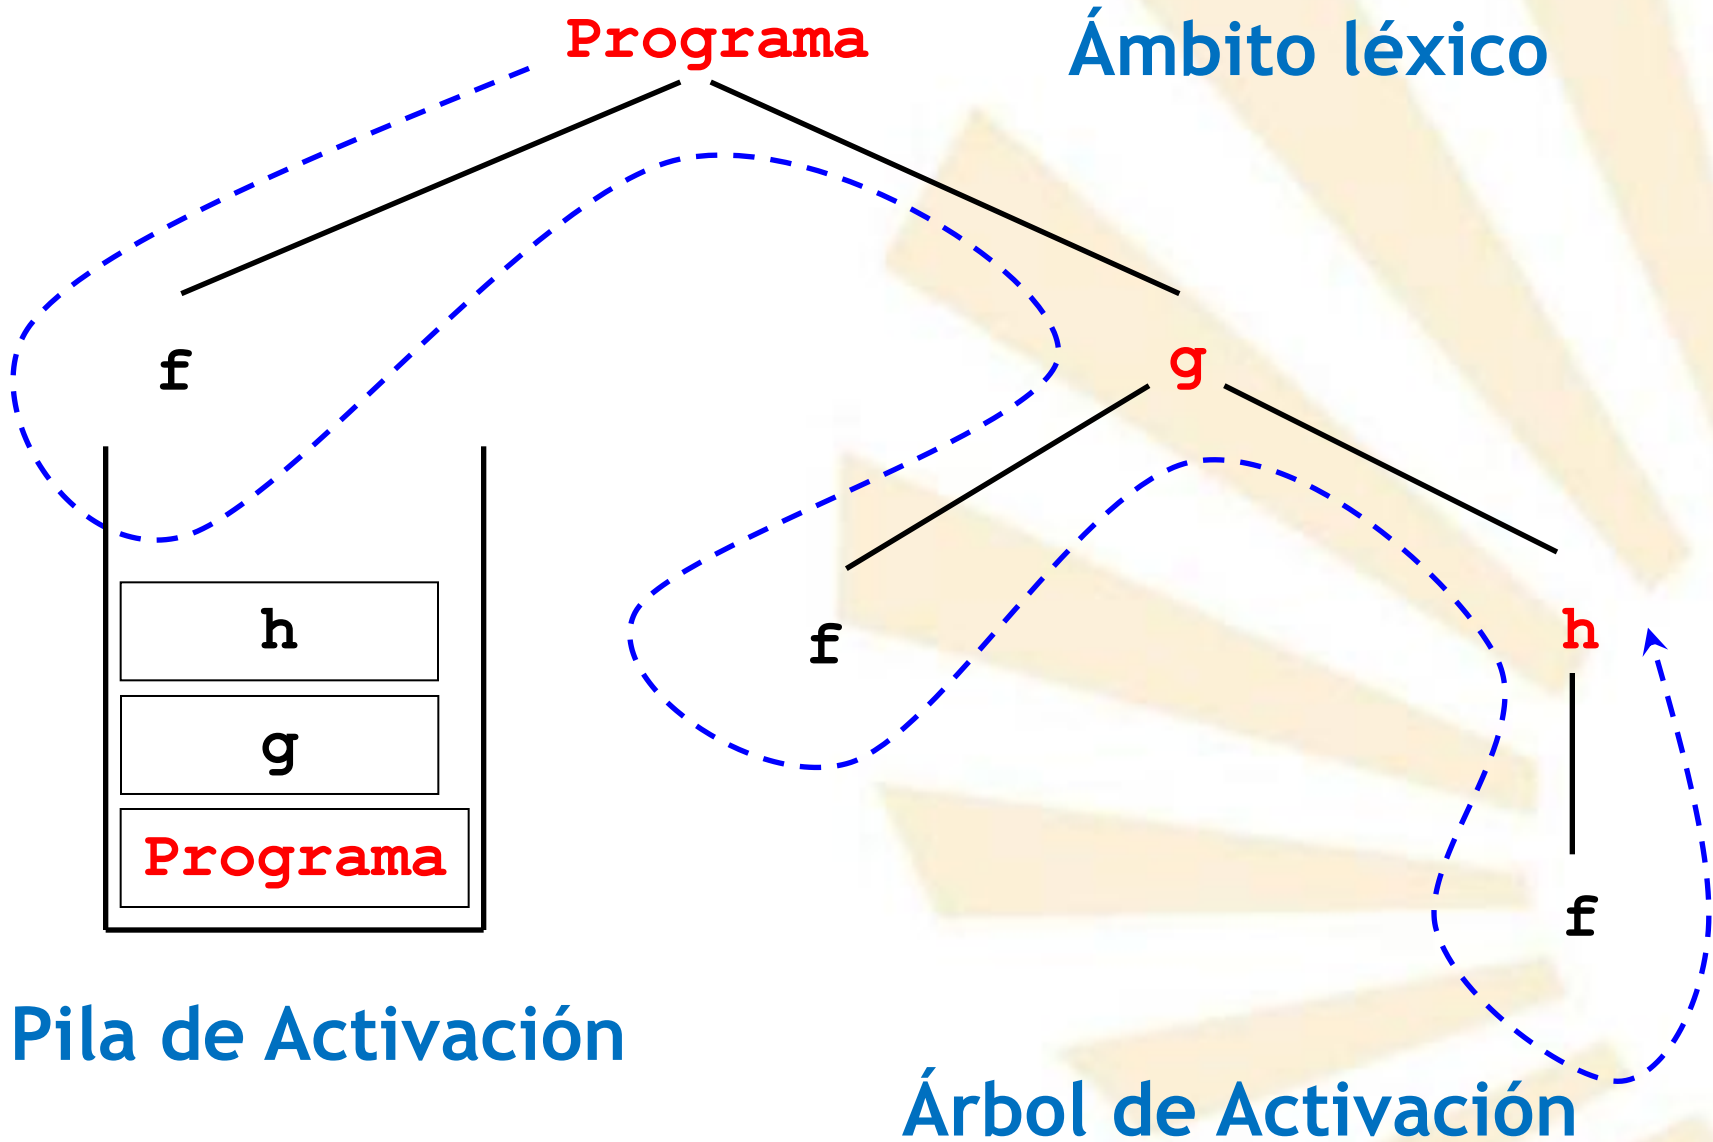 Programa
Ámbito léxico
f
g
h
f
h
g
Programa
f
Pila de Activación
Árbol de Activación